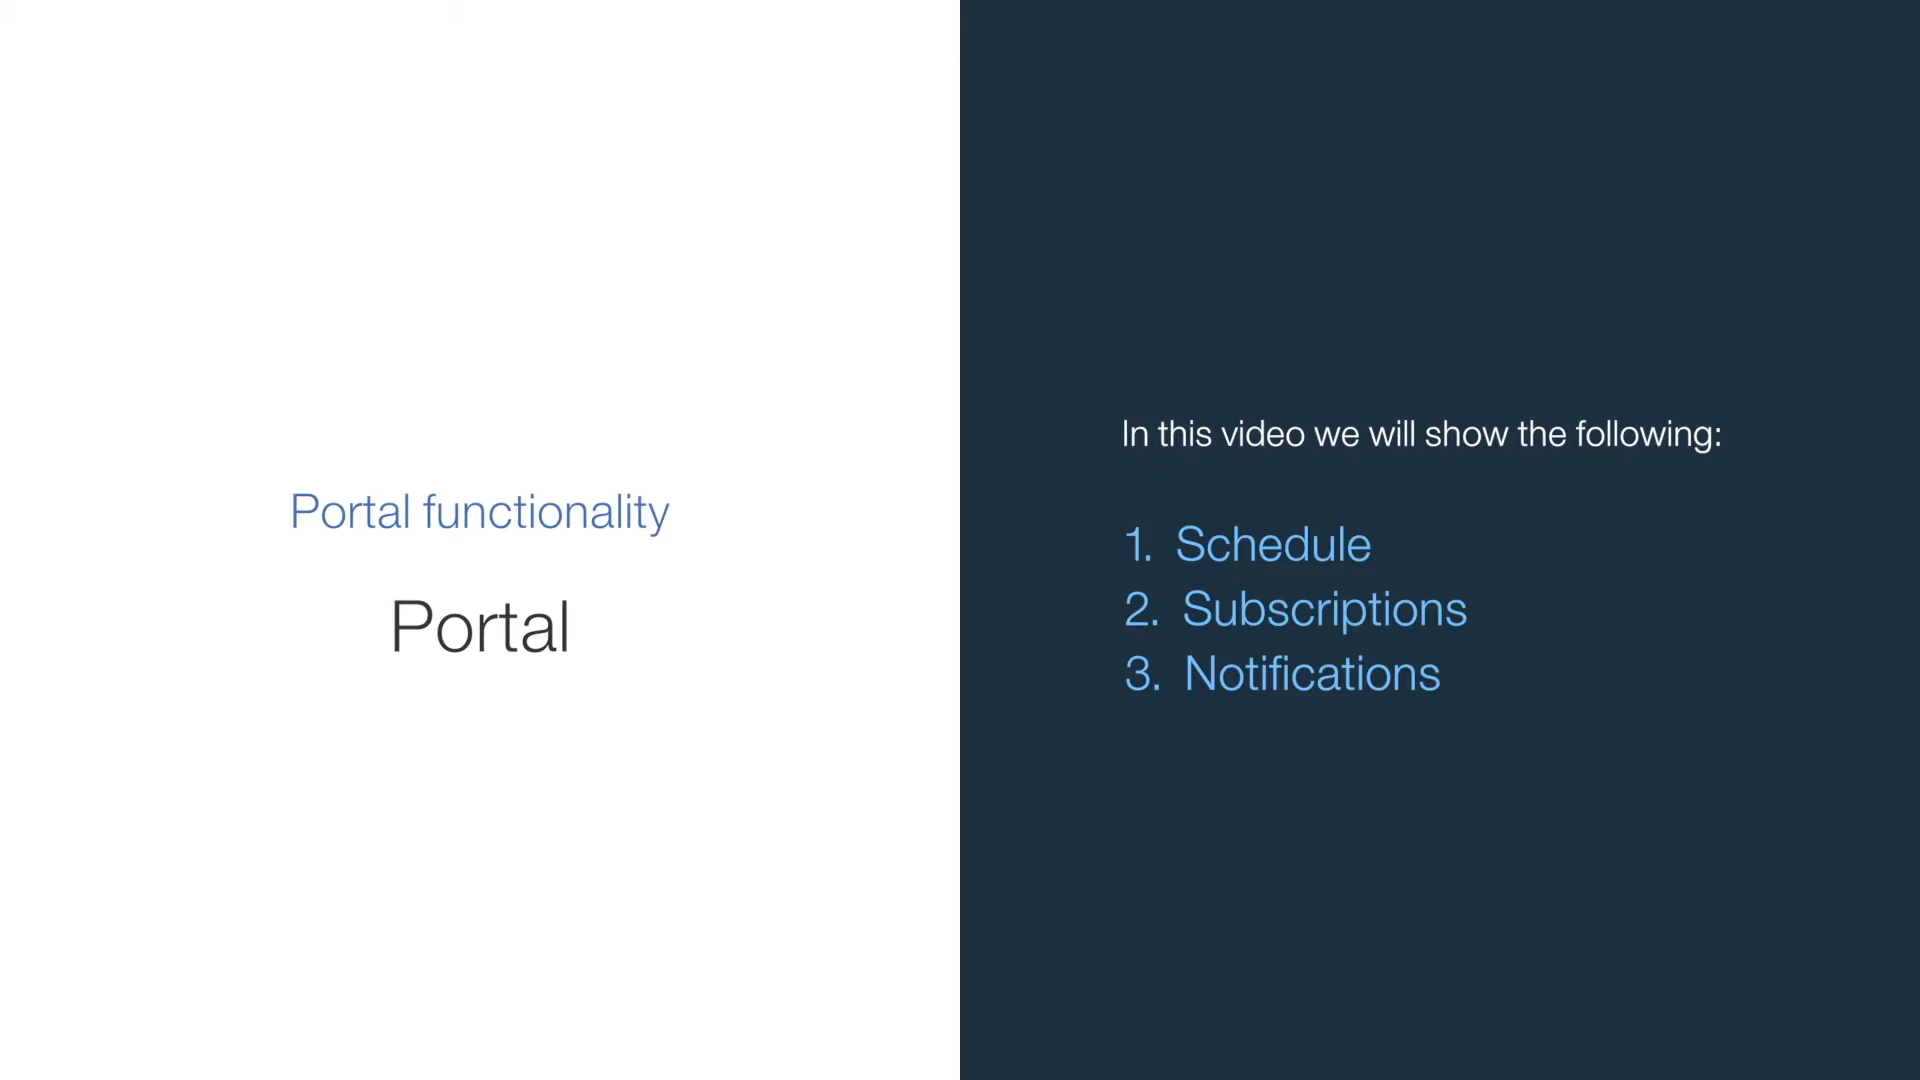 Portal functionality
Portal
In this video we will show the following:
1. Schedule
2. Subscriptions
3. Notifications